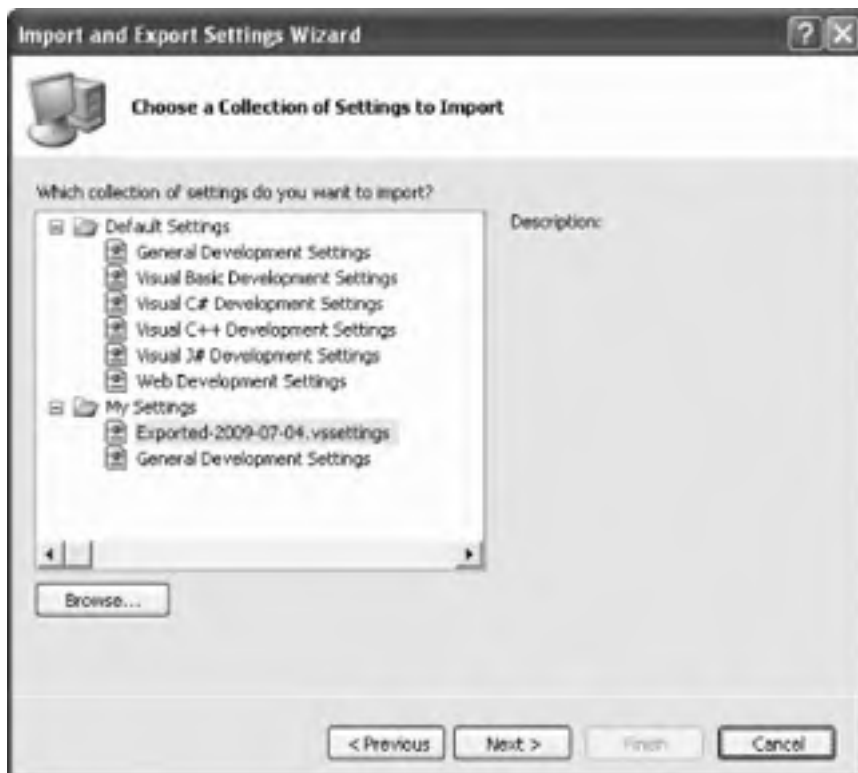 Import and Export Settings Wizard
Choose a Collection of Settings to Import
Which collection of settings do you want to import?
Default Settings
General Development Settings
Visual Basic Development Settings
Visual C# Development Settings
Visual C++ Development Settings
Visual J# Development Settings
Web Development Settings
My Settings
Exported-2009-07-04.vssettings
General Development Settings
Description:
Browse...
< Previous
Next >
Finish
Cancel